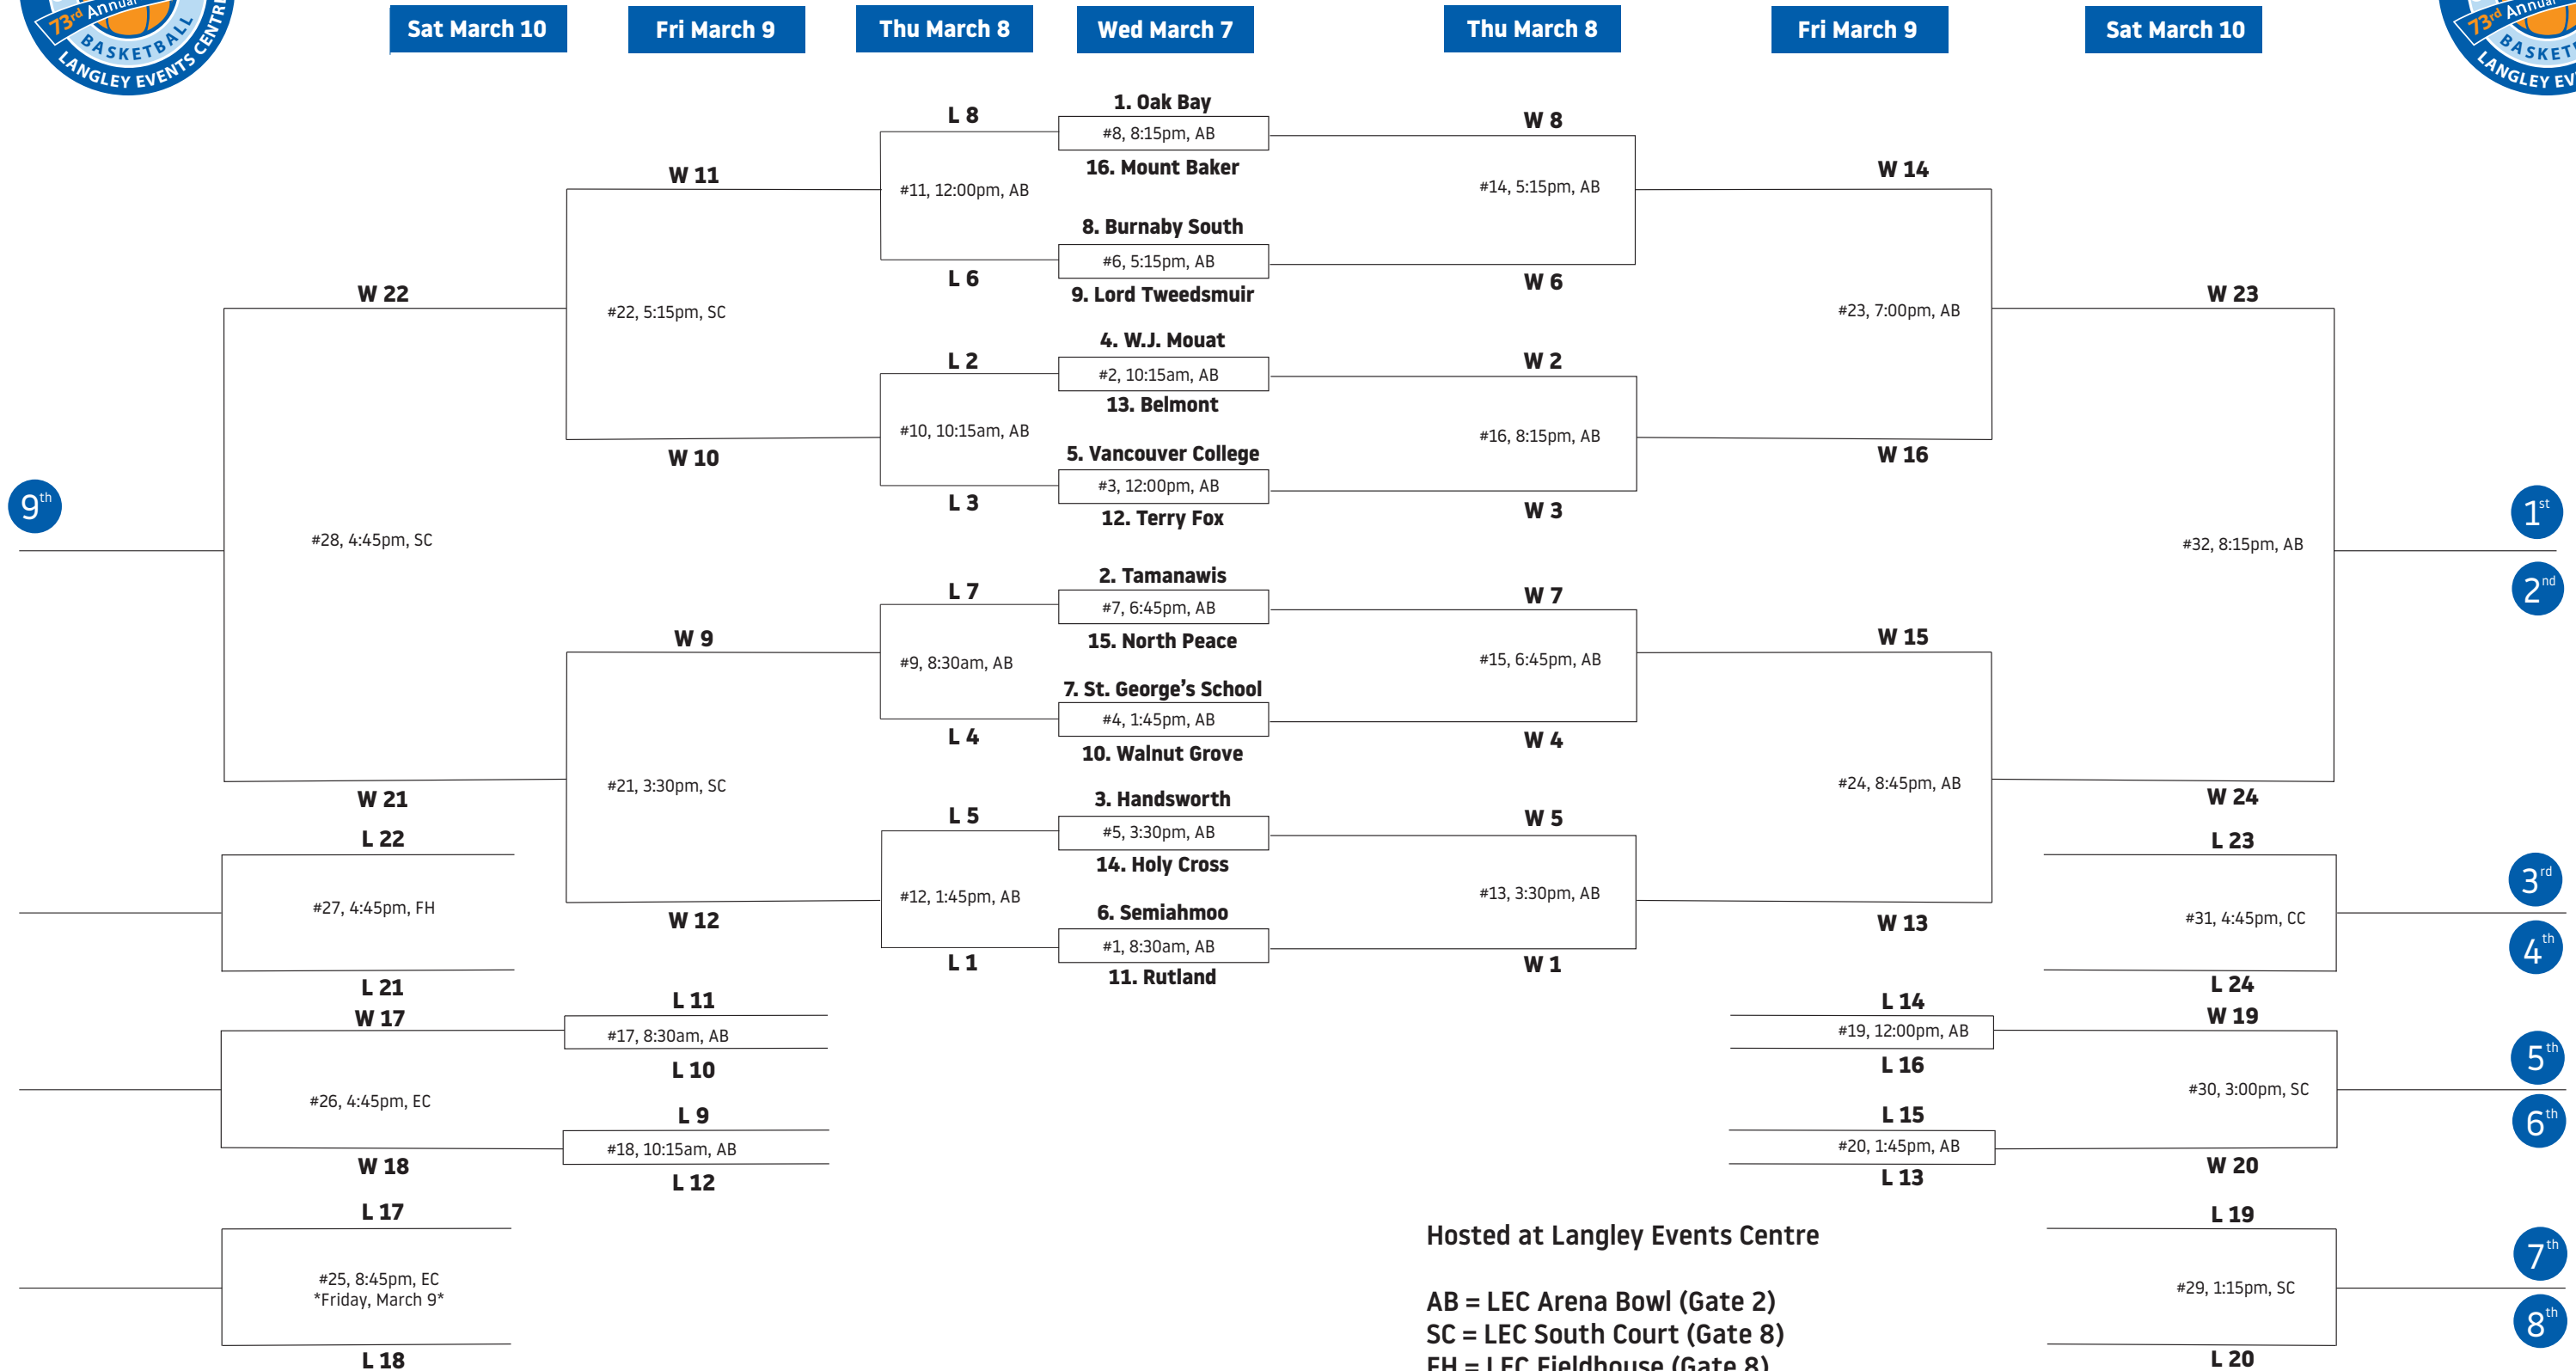 73rd Annual
BASKETBALL
LANGLEY EVENTS CENTRE
Sat March 10
Fri March 9
Thu March 8
Wed March 7
Thu March 8
Fri March 9
Sat March 10
73rd Annual
L 8
1. Oak Bay
#8, 8:15pm, AB
16. Mount Baker
W 8
W 11
#11, 12:00pm, AB
#14, 5:15pm, AB
W 14
8. Burnaby South
#6, 5:15pm, AB
9. Lord Tweedsmuir
L 6
W 6
W 22
#22, 5:15pm, SC
#23, 7:00pm, AB
W 23
L 2
4. W.J. Mouat
#2, 10:15am, AB
13. Belmont
W 2
#10, 10:15am, AB
#16, 8:15pm, AB
W 10
5. Vancouver College
#3, 12:00pm, AB
12. Terry Fox
W 16
L 3
W 3
9th
#28, 4:45pm, SC
#32, 8:15pm, AB
1st
2nd
L 7
2. Tamanawis
#7, 6:45pm, AB
15. North Peace
W 7
W 9
#9, 8:30am, AB
#15, 6:45pm, AB
W 15
7. St. George’s School
#4, 1:45pm, AB
10. Walnut Grove
L 4
W 4
W 21
#21, 3:30pm, SC
#24, 8:45pm, AB
W 24
L 5
3. Handsworth
#5, 3:30pm, AB
14. Holy Cross
W 5
L 22
#27, 4:45pm, FH
L 21
W 12
#12, 1:45pm, AB
#13, 3:30pm, AB
W 13
6. Semiahmoo
#1, 8:30am, AB
11. Rutland
L 1
W 1
L 23
#31, 4:45pm, CC
L 24
3rd
4th
W 17
L 11
#17, 8:30am, AB
L 10
L 14
#19, 12:00pm, AB
L 16
W 19
#26, 4:45pm, EC
#30, 3:00pm, SC
5th
6th
L 9
#18, 10:15am, AB
L 12
L 15
#20, 1:45pm, AB
L 13
W 18
W 20
L 17
#25, 8:45pm, EC
*Friday, March 9*
L 18
L 19
#29, 1:15pm, SC
L 20
7th
8th
Hosted at Langley Events Centre
AB = LEC Arena Bowl (Gate 2)
SC = LEC South Court (Gate 8)
FH = LEC Fieldhouse (Gate 8)